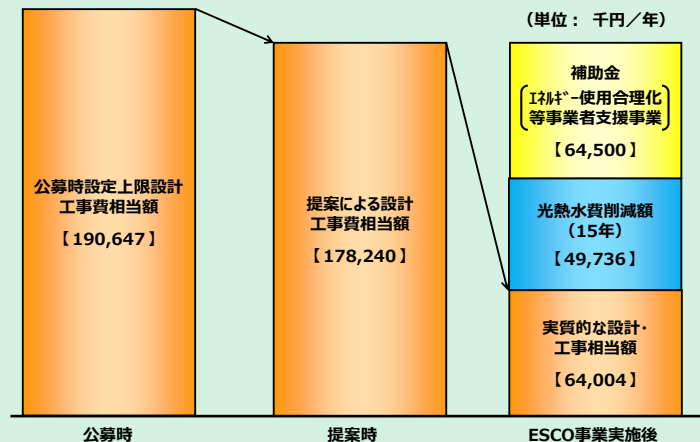 （単位： 千円／年）
公募時設定上限設計
工事費相当額
【190,647】
提案による設計
工事費相当額
【178,240】
補助金
ｴﾈﾙｷﾞｰ使用合理化
等事業者支援事業
【64,500】
光熱水費削減額
（15年）
【49,736】
実質的な設計・
工事相当額
【64,004】
公募時
提案時
ESCO事業実施後